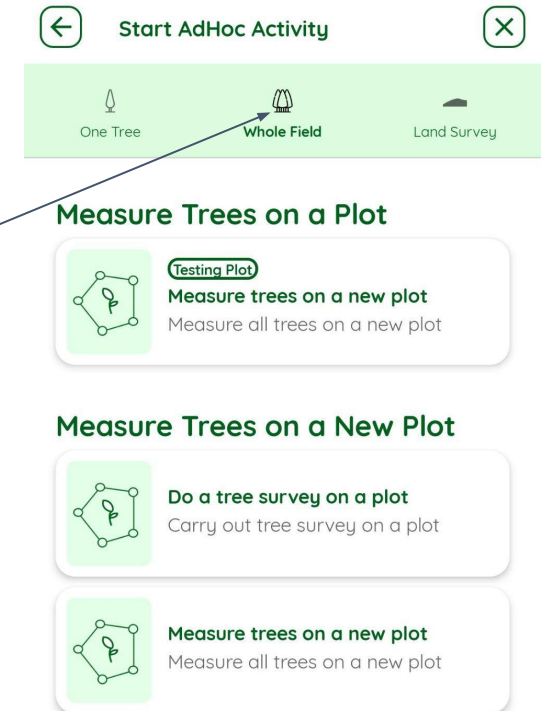 Start AdHoc Activity
One Tree
Whole Field
Land Survey
Measure Trees on a Plot
Testing Plot
Measure trees on a new plot
Measure all trees on a new plot
Measure Trees on a New Plot
Do a tree survey on a plot
Carry out tree survey on a plot
Measure trees on a new plot
Measure all trees on a new plot